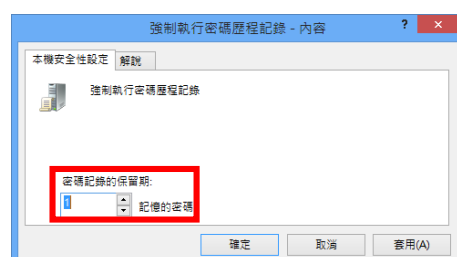 強制執行密碼歷程記錄 - 內容
? ×
本機安全性設定 解說
強制執行密碼歷程記錄
密碼記錄的保留期:
1 記憶的密碼
確定 取消 套用(A)